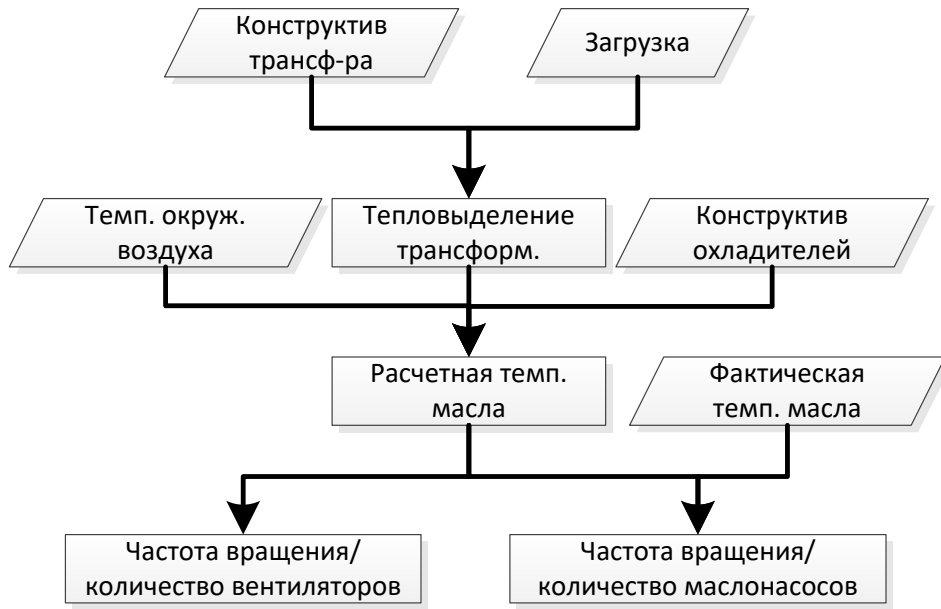 Конструктив
трансф-ра
Загрузка
Темп. окруж.
воздуха
Тепловыделение
трансформ.
Конструктив
охладителей
Расчетная темп.
масла
Фактическая
темп. масла
Частота вращения/
количество вентиляторов
Частота вращения/
количество маслонасосов